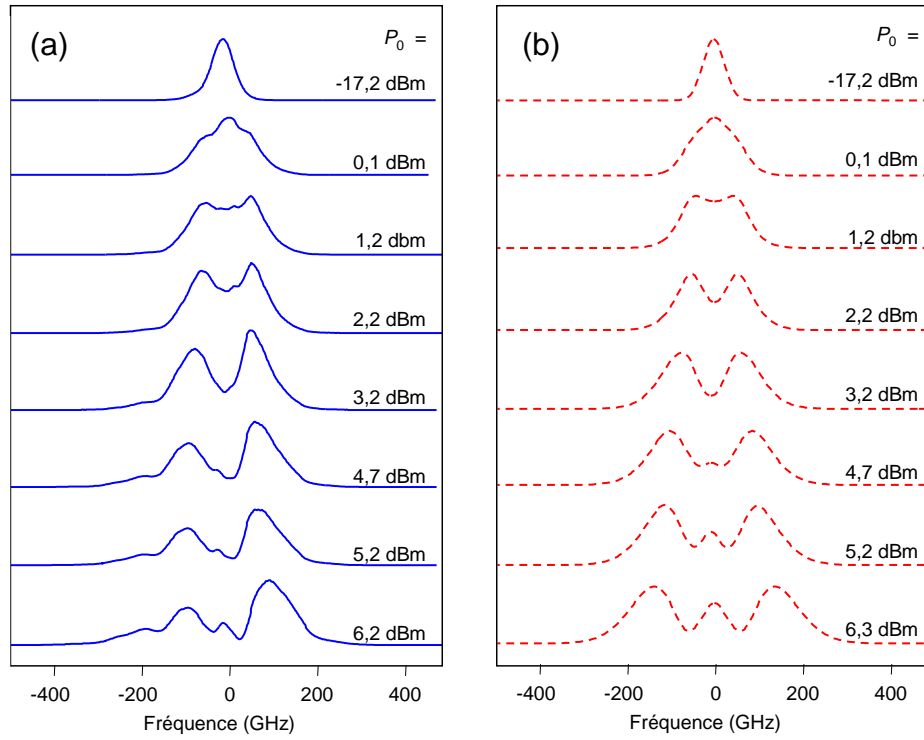 (a)
P0 =
-17,2 dBm
0,1 dBm
1,2 dbm
2,2 dBm
3,2 dBm
4,7 dBm
5,2 dBm
6,2 dBm
-400 -200 0 200 400
Fréquence (GHz)
(b)
P0 =
-17,2 dBm
0,1 dBm
1,2 dBm
2,2 dBm
3,2 dBm
4,7 dBm
5,2 dBm
6,3 dBm
-400 -200 0 200 400
Fréquence (GHz)